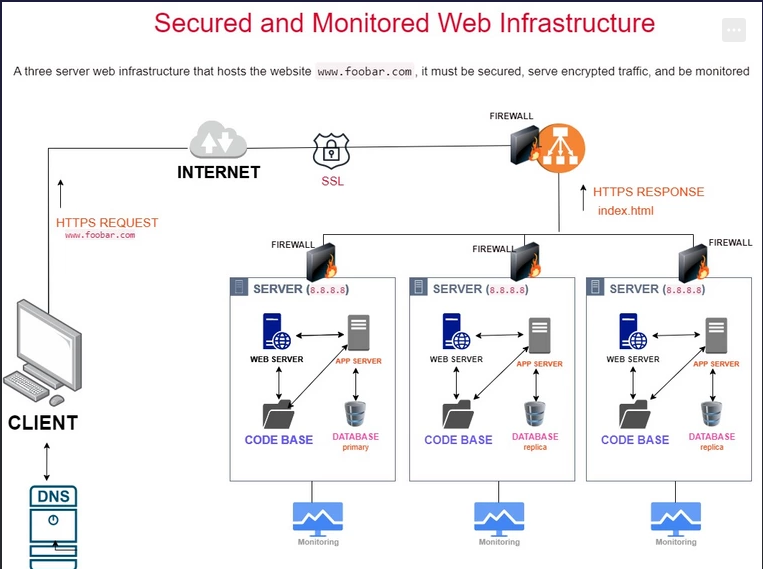 Secured and Monitored Web Infrastructure
A three server web infrastructure that hosts the website www.foobar.com, it must be secured, serve encrypted traffic, and be monitored
FIREWALL
INTERNET
SSL
HTTPS REQUEST
www.foobar.com
HTTPS RESPONSE
index.html
FIREWALL
FIREWALL
FIREWALL
SERVER (8.8.8.8)
SERVER (8.8.8.8)
SERVER (8.8.8.8)
WEB SERVER
APP SERVER
WEB SERVER
APP SERVER
WEB SERVER
APP SERVER
CODE BASE
DATABASE
primary
CODE BASE
DATABASE
replica
CODE BASE
DATABASE
replica
CLIENT
DNS
Monitoring
Monitoring
Monitoring